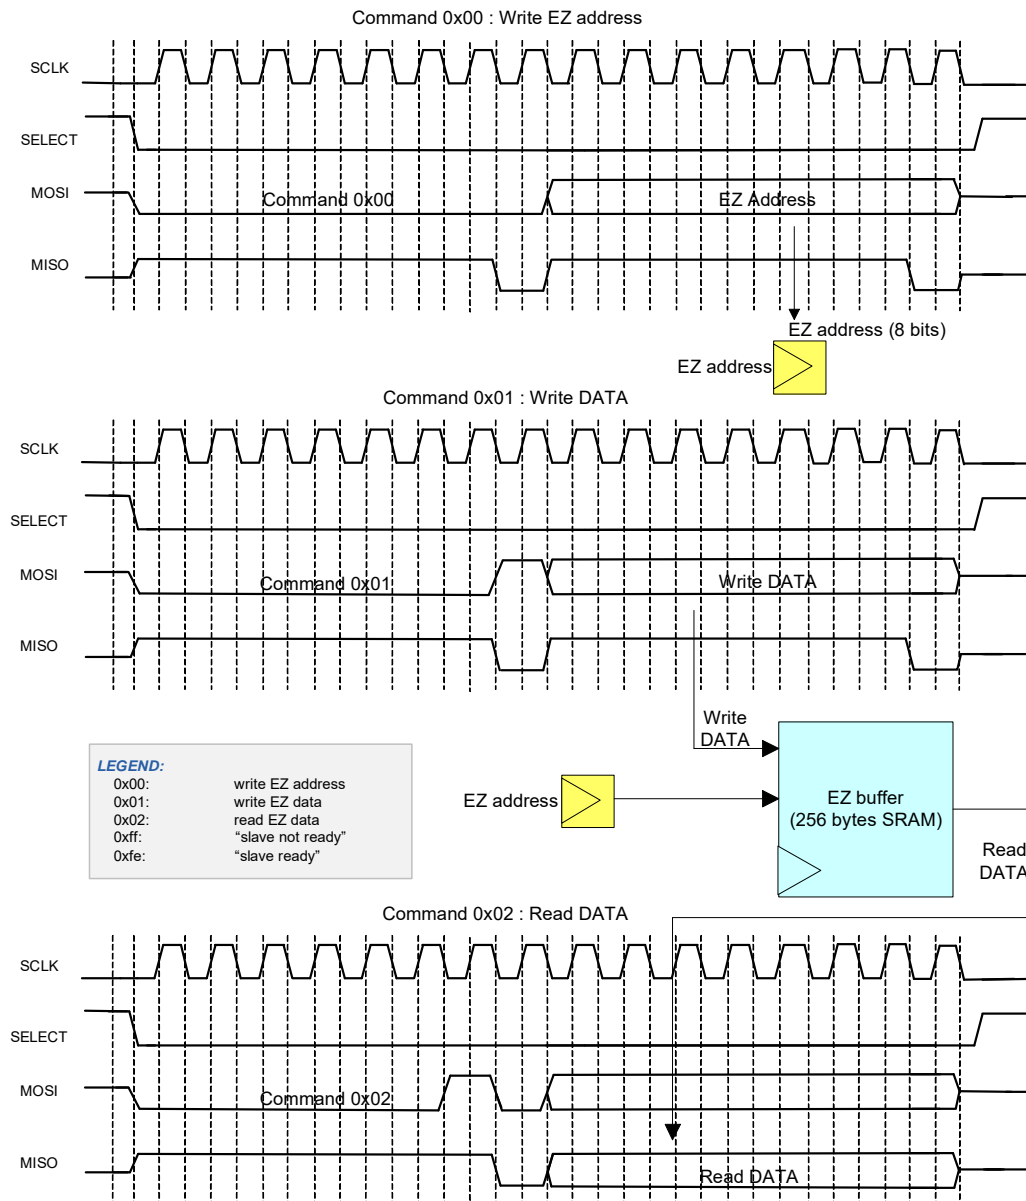 Command 0x00 : Write EZ address
SCLK
SELECT
MOSI
Command 0x00
EZ Address
MISO
EZ address (8 bits)
EZ address
Command 0x01 : Write DATA
SCLK
SELECT
MOSI
Command 0x01
Write DATA
MISO
Write
DATA
LEGEND:
0x00: write EZ address
0x01: write EZ data
0x02: read EZ data
0xff: “slave not ready”
0xfe: “slave ready”
EZ address
EZ buffer
(256 bytes SRAM)
Read
DATA
Command 0x02 : Read DATA
SCLK
SELECT
MOSI
Command 0x02
MISO
Read DATA